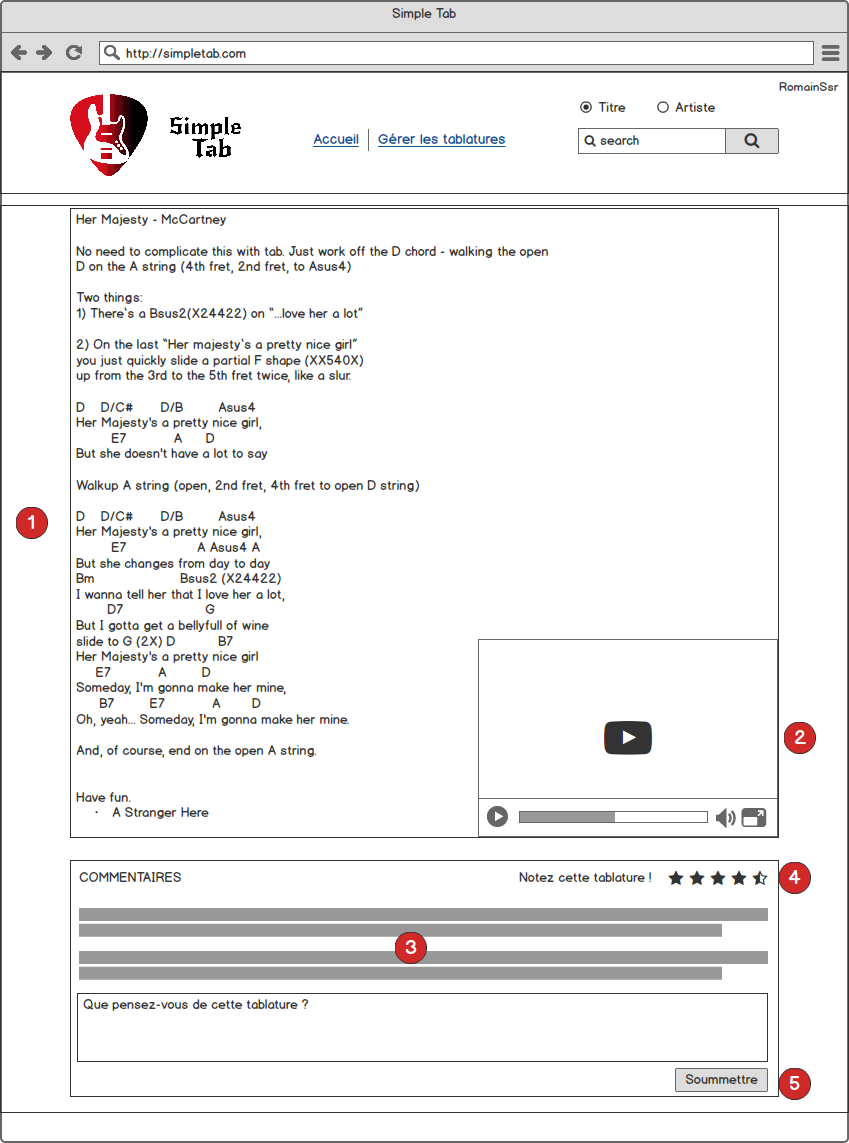 Simple Tab
http://simpletab.com
RomainSsr
Titre Artiste
Simple
Tab
Accueil Gérer les tablatures
search
Her Majesty - McCartney
No need to complicate this with tab. Just work off the D chord - walking the open
D on the A string (4th fret, 2nd fret, to Asus4)
Two things:
1) There`s a Bsus2(X24422) on “...love her a lot”
2) On the last “Her majesty`s a pretty nice girl”
you just quickly slide a partial F shape (XX540X)
up from the 3rd to the 5th fret twice, like a slur.
D D/C# D/B Asus4
Her Majesty's a pretty nice girl,
E7 A D
But she doesn't have a lot to say
Walkup A string (open, 2nd fret, 4th fret to open D string)
1
D D/C# D/B Asus4
Her Majesty's a pretty nice girl,
E7 A Asus4 A
But she changes from day to day
Bm Bsus2 (X24422)
I wanna tell her that I love her a lot,
D7 G
But I gotta get a bellyfull of wine
slide to G (2X) D B7
Her Majesty's a pretty nice girl
E7 A D
Someday, I'm gonna make her mine,
B7 E7 A D
Oh, yeah... Someday, I'm gonna make her mine.
2
And, of course, end on the open A string.
Have fun.
· A Stranger Here
COMMENTAIRES Notez cette tablature ! 4
3
Que pensez-vous de cette tablature ?
Soummettre 5